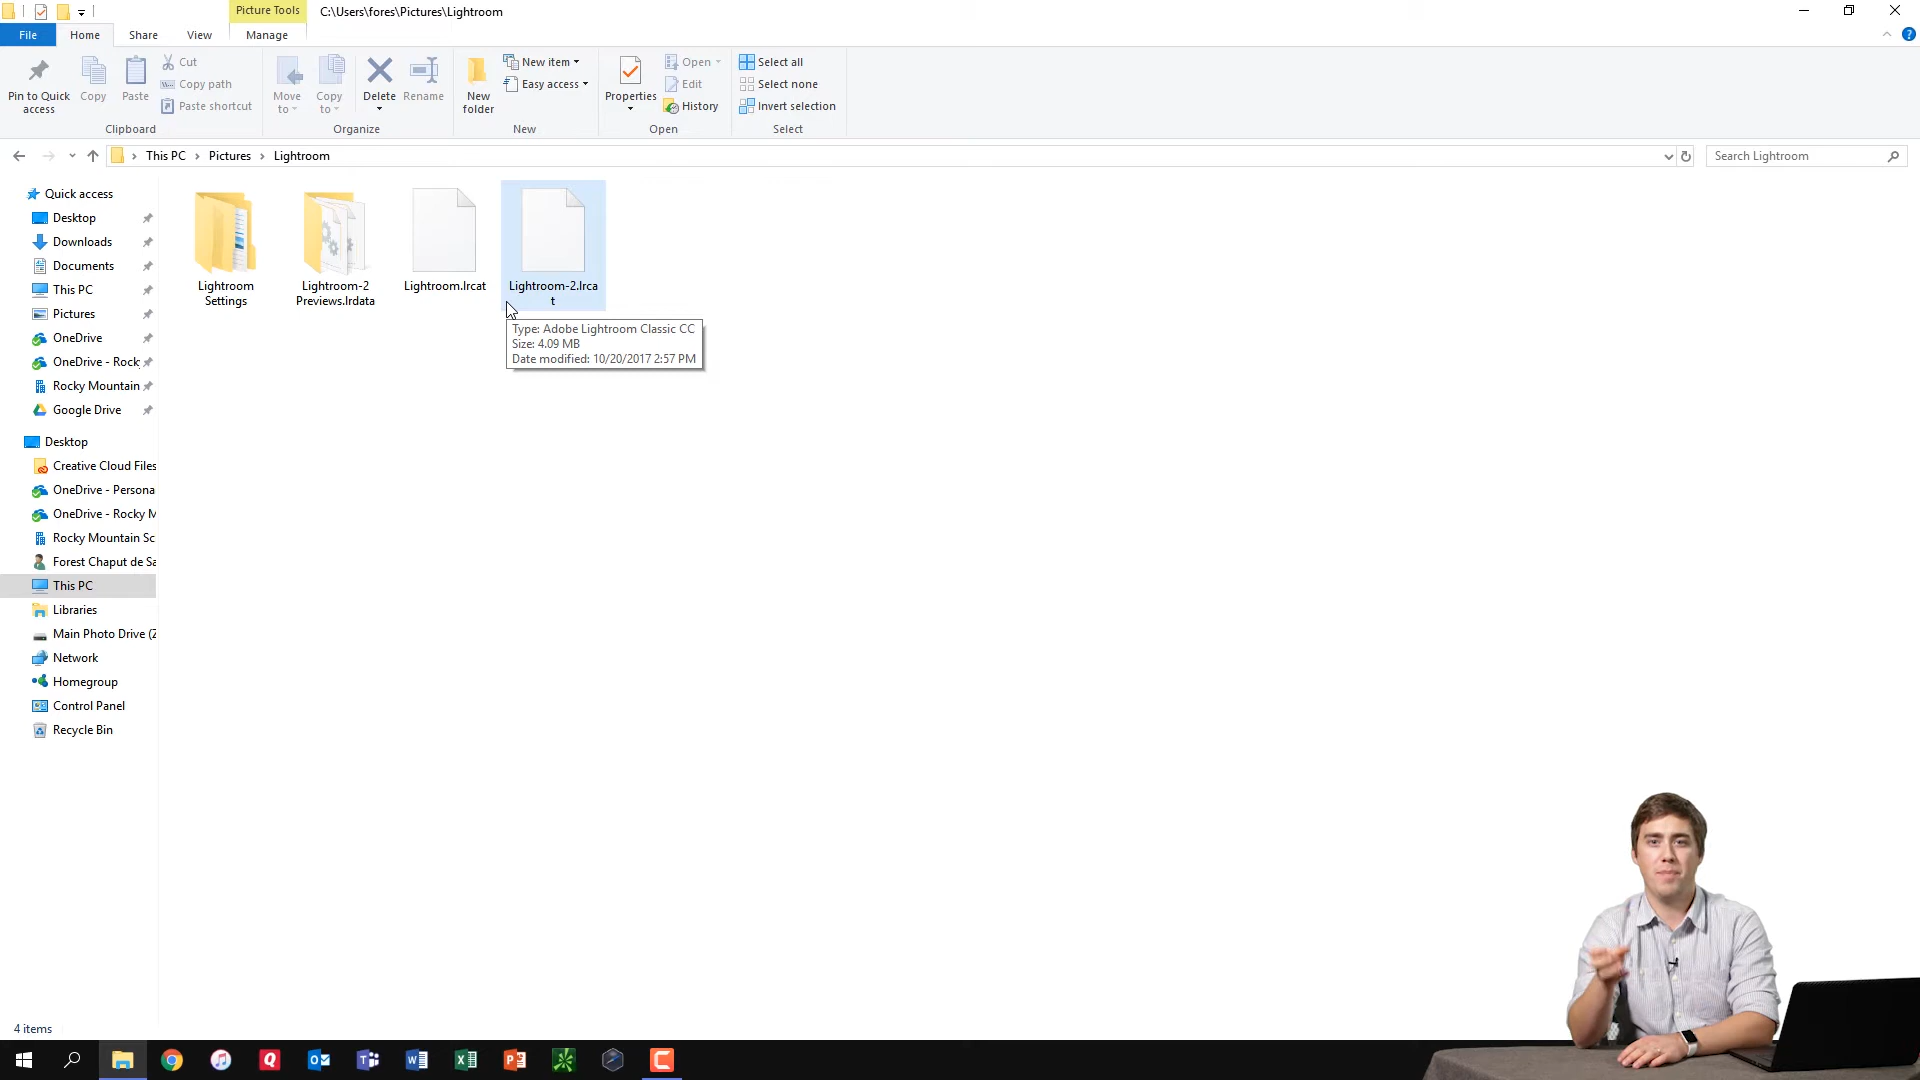 Picture Tools
C:\Users\fores\Pictures\Lightroom
File
Home
Share
View
Manage
Pin to Quick
access
Copy
Paste
Cut
Copy path
Paste shortcut
Clipboard
Move
to
Copy
to
Delete
Rename
Organize
New
folder
New item
Easy access
New
Properties
Open
Edit
History
Open
Select all
Select none
Invert selection
Select
This PC
Pictures
Lightroom
Search Lightroom
Quick access
Desktop
Downloads
Documents
This PC
Pictures
OneDrive
OneDrive - Rock
Rocky Mountain
Google Drive
Desktop
Creative Cloud Files
OneDrive - Persona
OneDrive - Rocky M
Rocky Mountain Sc
Forest Chaput de Sa
This PC
Libraries
Main Photo Drive (Z
Network
Homegroup
Control Panel
Recycle Bin
Lightroom
Settings
Lightroom-2
Previews.lrdata
Lightroom.lrcat
Lightroom-2.lrca
t
Type: Adobe Lightroom Classic CC
Size: 4.09 MB
Date modified: 10/20/2017 2:57 PM
4 items